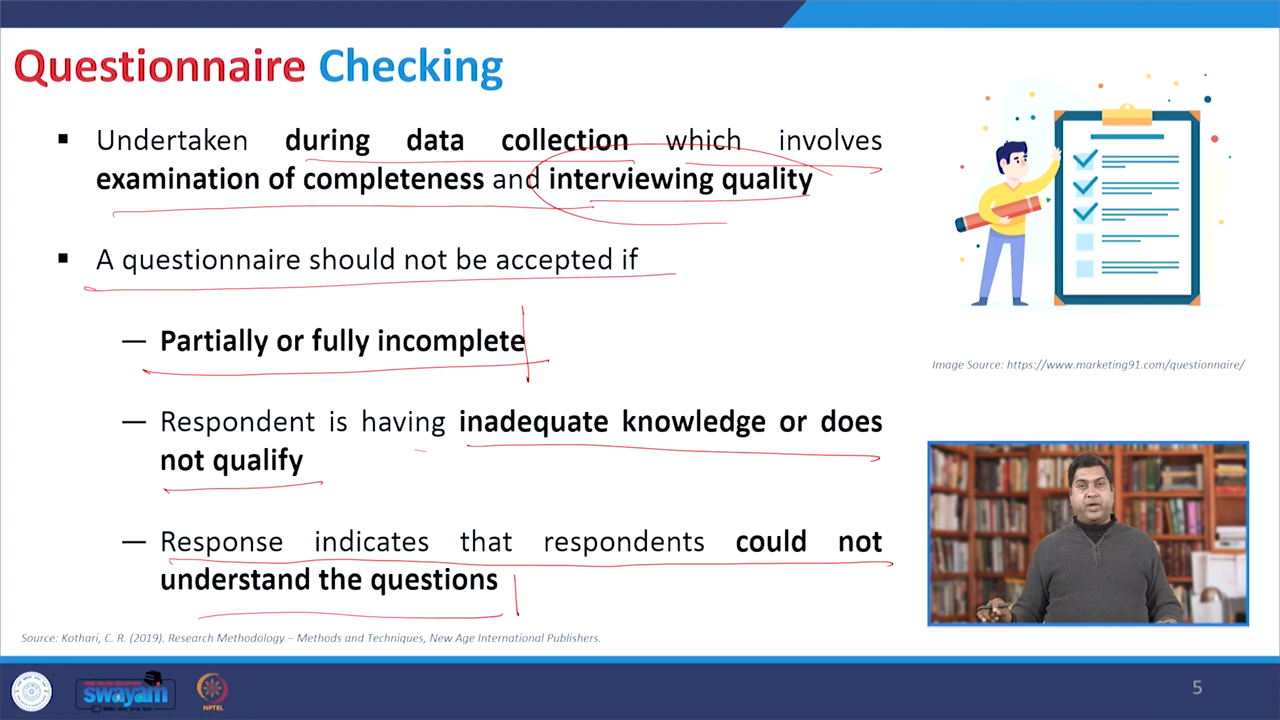 Questionnaire Checking
▪ Undertaken during data collection which involves
examination of completeness and interviewing quality
▪ A questionnaire should not be accepted if
— Partially or fully incomplete
— Respondent is having inadequate knowledge or does
not qualify
— Response indicates that respondents could not
understand the questions
Image Source: https://www.marketing91.com/questionnaire/
Source: Kothari, C. R. (2019). Research Methodology – Methods and Techniques, New Age International Publishers.
swayam
NPTEL
5